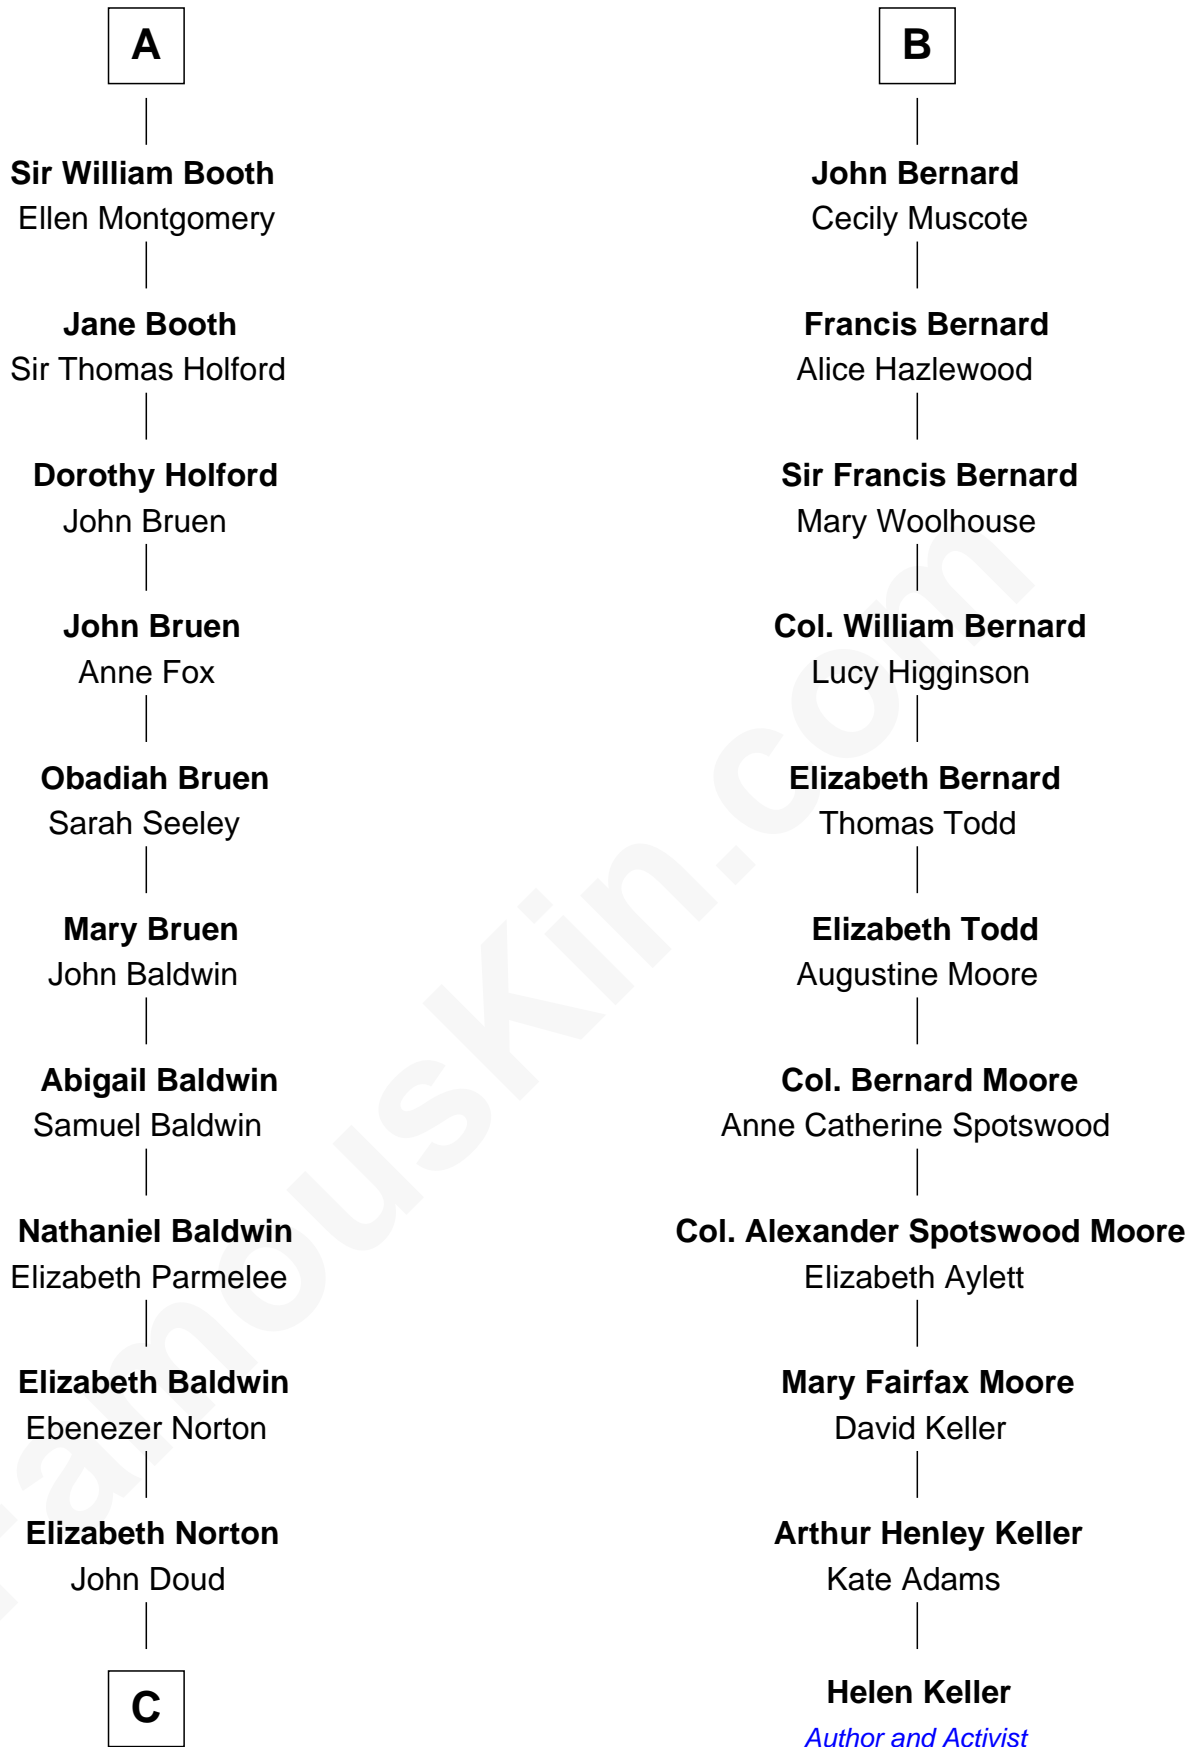 A
Sir William Booth
Ellen Montgomery
Jane Booth
Sir Thomas Holford
Dorothy Holford
John Bruen
John Bruen
Anne Fox
Obadiah Bruen
Sarah Seeley
Mary Bruen
John Baldwin
Abigail Baldwin
Samuel Baldwin
Nathaniel Baldwin
Elizabeth Parmelee
Elizabeth Baldwin
Ebenezer Norton
Elizabeth Norton
John Doud
C
B
John Bernard
Cecily Muscote
Francis Bernard
Alice Hazlewood
Sir Francis Bernard
Mary Woolhouse
Col. William Bernard
Lucy Higginson
Elizabeth Bernard
Thomas Todd
Elizabeth Todd
Augustine Moore
Col. Bernard Moore
Anne Catherine Spotswood
Col. Alexander Spotswood Moore
Elizabeth Aylett
Mary Fairfax Moore
David Keller
Arthur Henley Keller
Kate Adams
Helen Keller
Author and Activist
FamousKin.com